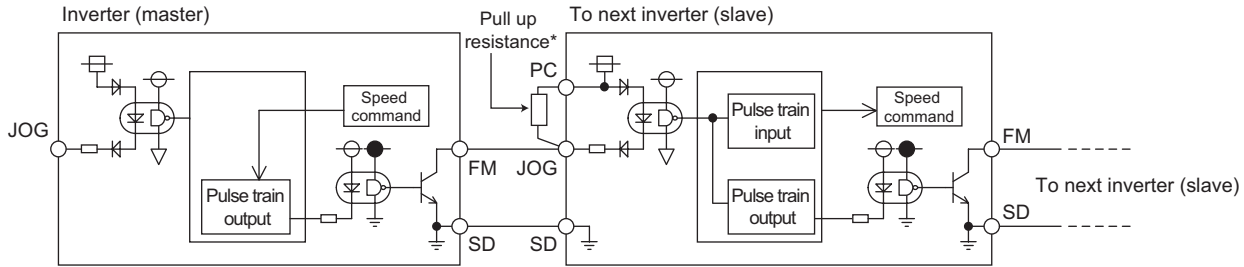 Inverter (master)
Pull up
resistance*
To next inverter (slave)
PC
JOG
Speed
command
Pulse train
output
FM
SD
JOG
SD
Pulse train
input
Pulse train
output
Speed
command
FM
SD
To next inverter (slave)